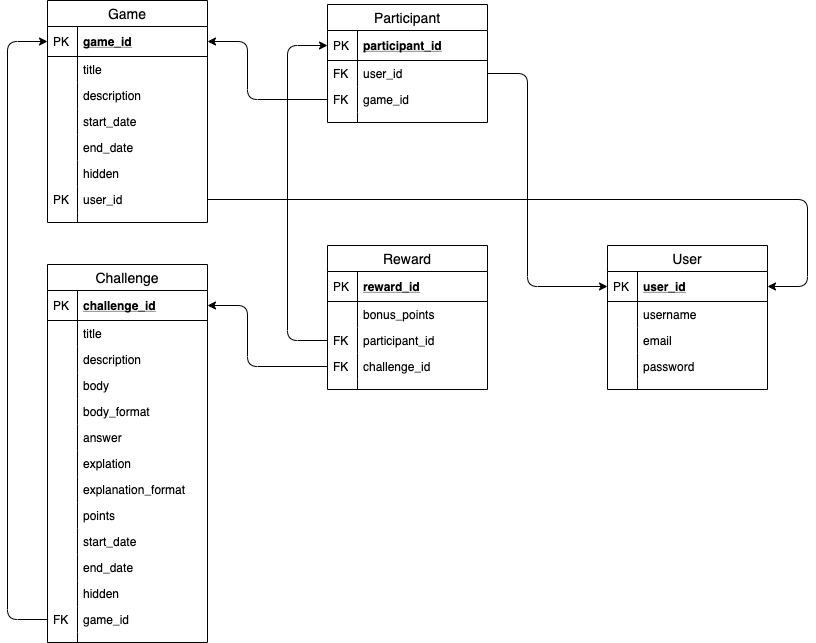 Game
PK game_id
title
description
start_date
end_date
hidden
PK user_id
Participant
PK participant_id
FK user_id
FK game_id
Challenge
PK challenge_id
title
description
body
body_format
answer
explation
explanation_format
points
start_date
end_date
hidden
FK game_id
Reward
PK reward_id
bonus_points
FK participant_id
FK challenge_id
User
PK user_id
username
email
password